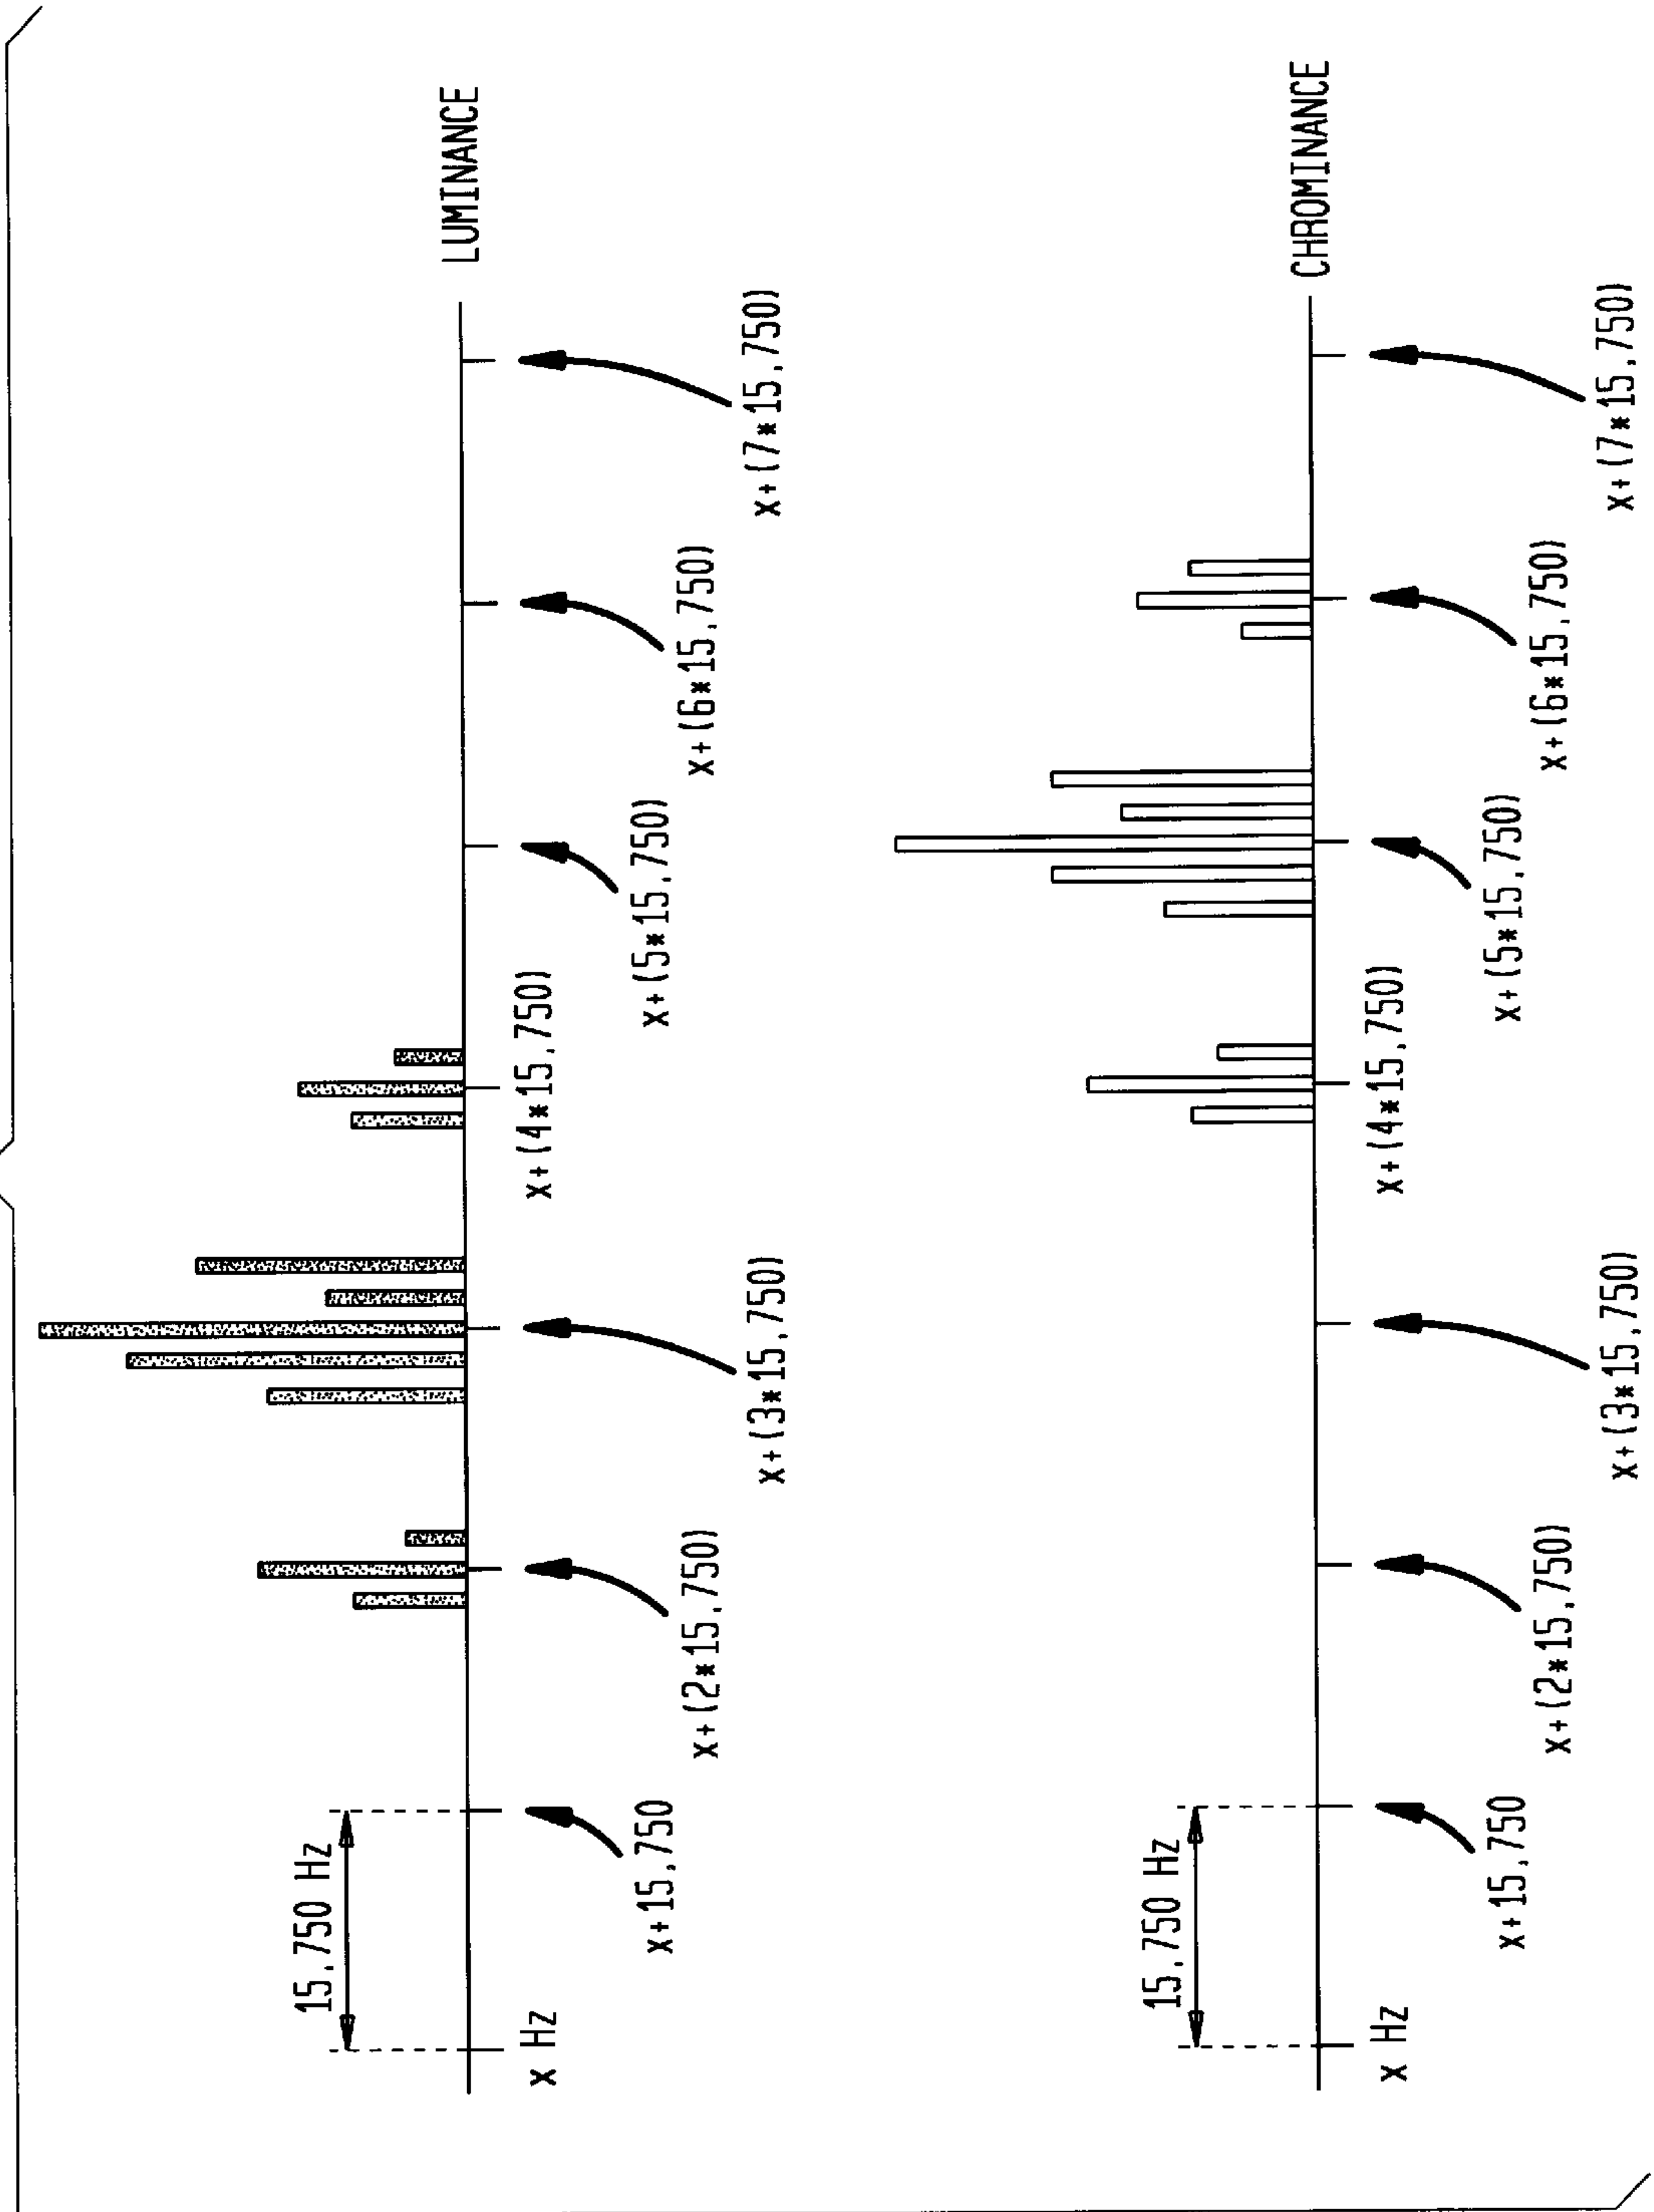 15,750 Hz
LUMINANCE
x Hz
x+15,750
x+(2*15,750)
x+(3*15,750)
x+(4*15,750)
x+(5*15,750)
x+(6*15,750)
x+(7*15,750)
15,750 Hz
CHROMINANCE
x Hz
x+15,750
x+(2*15,750)
x+(3*15,750)
x+(4*15,750)
x+(5*15,750)
x+(6*15,750)
x+(7*15,750)